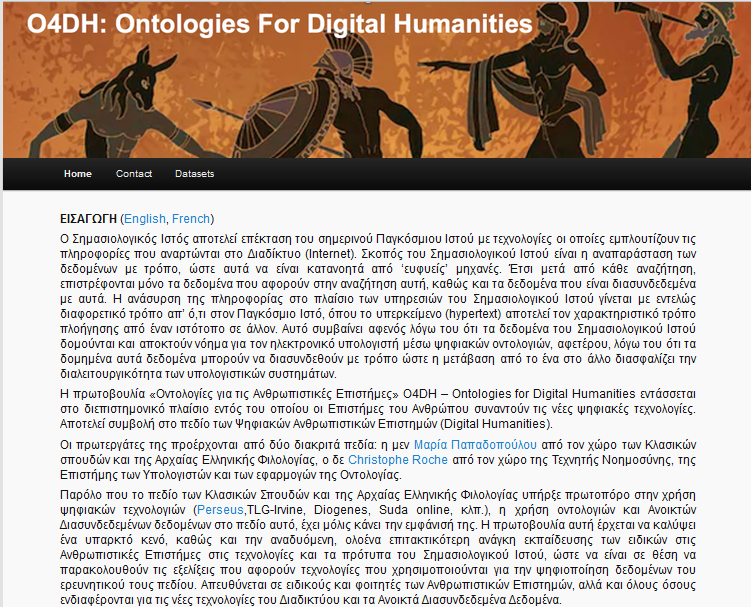 O4DH: Ontologies For Digital Humanities
Home Contact Datasets
ΕΙΣΑΓΩΓΗ (English, French)
Ο Σημασιολογικός Ιστός αποτελεί επέκταση του σημερινού Παγκόσμιου Ιστού με τεχνολογίες οι οποίες εμπλουτίζουν τις
πληροφορίες που αναρτώνται στο Διαδίκτυο (Internet). Σκοπός του Σημασιολογικού Ιστού είναι η αναπαράσταση των
δεδομένων με τρόπο, ώστε αυτά να είναι κατανοητά από ‘ευφυείς’ μηχανές. Έτσι μετά από κάθε αναζήτηση,
επιστρέφονται μόνο τα δεδομένα που αφορούν στην αναζήτηση αυτή, καθώς και τα δεδομένα που είναι διασυνδεδεμένα
με αυτά. Η ανάσυρση της πληροφορίας στο πλαίσιο των υπηρεσιών του Σημασιολογικού Ιστού γίνεται με εντελώς
διαφορετικό τρόπο απ’ ό,τι στον Παγκόσμιο Ιστό, όπου το υπερκείμενο (hypertext) αποτελεί τον χαρακτηριστικό τρόπο
πλοήγησης από έναν ιστότοπο σε άλλον. Αυτό συμβαίνει αφενός λόγω του ότι τα δεδομένα του Σημασιολογικού Ιστού
δομούνται και αποκτούν νόημα για τον ηλεκτρονικό υπολογιστή μέσω ψηφιακών οντολογιών, αφετέρου, λόγω του ότι τα
δομημένα αυτά δεδομένα μπορούν να διασυνδεθούν με τρόπο ώστε η μετάβαση από το ένα στο άλλο διασφαλίζει την
διαλειτουργικότητα των υπολογιστικών συστημάτων.
Η πρωτοβουλία «Οντολογίες για τις Ανθρωπιστικές Επιστήμες» O4DH – Ontologies for Digital Humanities εντάσσεται
στο διεπιστημονικό πλαίσιο εντός του οποίου οι Επιστήμες του Ανθρώπου συναντούν τις νέες ψηφιακές τεχνολογίες.
Αποτελεί συμβολή στο πεδίο των Ψηφιακών Ανθρωπιστικών Επιστημών (Digital Humanities).
Οι πρωτεργάτες της προέρχονται από δύο διακριτά πεδία: η μεν Μαρία Παπαδοπούλου από τον χώρο των Κλασικών
σπουδών και της Αρχαίας Ελληνικής Φιλολογίας, ο δε Christophe Roche από τον χώρο της Τεχνητής Νοημοσύνης, της
Επιστήμης των Υπολογιστών και των εφαρμογής της Οντολογίας.
Παρόλο που το πεδίο των Κλασικών Σπουδών και της Αρχαίας Ελληνικής Φιλολογίας υπήρξε πρωτοπόρο στην χρήση
ψηφιακών τεχνολογιών (Perseus,TLG-Irvine, Diogenes, Suda online, κλπ.), η χρήση οντολογιών και Ανοικτών
Διασυνδεδεμένων δεδομένων στο πεδίο αυτό, έχει μόλις κάνει την εμφάνισή της. Η πρωτοβουλία αυτή έρχεται να καλύψει
ένα υπαρκτό κενό, καθώς και την αναδυόμενη, ολοένα επιτακτικότερη ανάγκη εκπαίδευσης των ειδικών στις
Ανθρωπιστικές Επιστήμες στις τεχνολογίες και τα πρότυπα του Σημασιολογικού Ιστού, ώστε να είναι σε θέση να
παρακολουθούν τις εξελίξεις που αφορούν τεχνολογίες που χρησιμοποιούνται για την ψηφιοποίηση δεδομένων του
ερευνητικού τους πεδίου. Απευθύνεται σε ειδικούς και φοιτητές των Ανθρωπιστικών Επιστημών, αλλά και όλους όσους
ενδιαφέρονται για τις νέες τεχνολογίες του Διαδικτύου και τα Ανοικτά Διασυνδεδεμένα Δεδομένα.